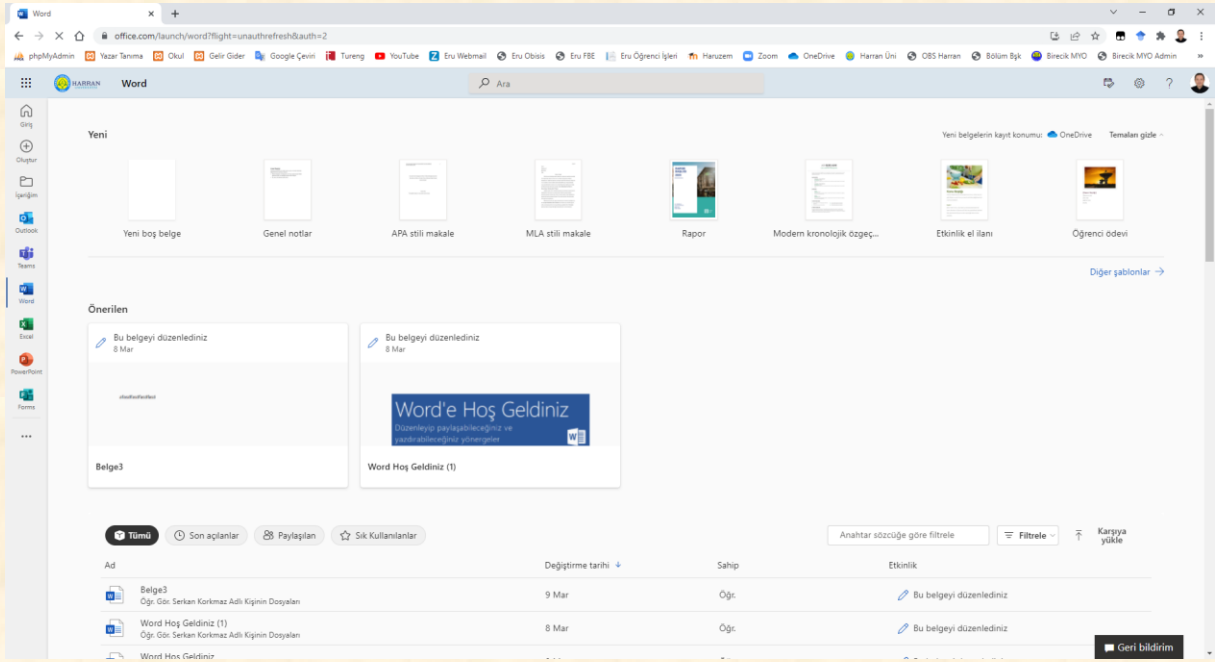 Word
office.com/launch/word?flight=unauthrefresh&auth=2
phpMyAdmin Yazar Tanıma Okul Gelir Gider Google Çeviri Tureng YouTube Eru Webmail Eru Obisis Eru FBE Eru Öğrenci İşleri Haruzem Zoom OneDrive Harran Üni OBS Harran Bölüm Bşk Birecik MYO Birecik MYO Admin »
HARRAN Word Ara ?
Giriş
Oluştur
İçeriğim
Outlook
Teams
Word
Excel
PowerPoint
Forms
Yeni Yeni belgelerin kayıt konumu: OneDrive Temaları gizle
Yeni boş belge Genel notlar APA stili makale MLA stili makale Rapor Modern kronolojik özgeç... Etkinlik el ilanı Öğrenci ödevi
Diğer şablonlar →
Önerilen
Bu belgeyi düzenlediniz
8 Mar
Belge3
Bu belgeyi düzenlediniz
8 Mar
Word'e Hoş Geldiniz
Düzenleyip paylaşabileceğiniz ve
yazdırabileceğiniz yönergeler
Word Hoş Geldiniz (1)
Tümü Son açılanlar Paylaşılan Sık Kullanılanlar Anahtar sözcüğe göre filtrele Filtrele Karşıya
yükle
Ad Değiştirme tarihi ↓ Sahip Etkinlik
Belge3 9 Mar Öğr. Bu belgeyi düzenlediniz
Öğr. Gör. Serkan Korkmaz Adlı Kişinin Dosyaları
Word Hoş Geldiniz (1) 8 Mar Öğr. Bu belgeyi düzenlediniz
Öğr. Gör. Serkan Korkmaz Adlı Kişinin Dosyaları
Word Hoş Geldiniz
Geri bildirim